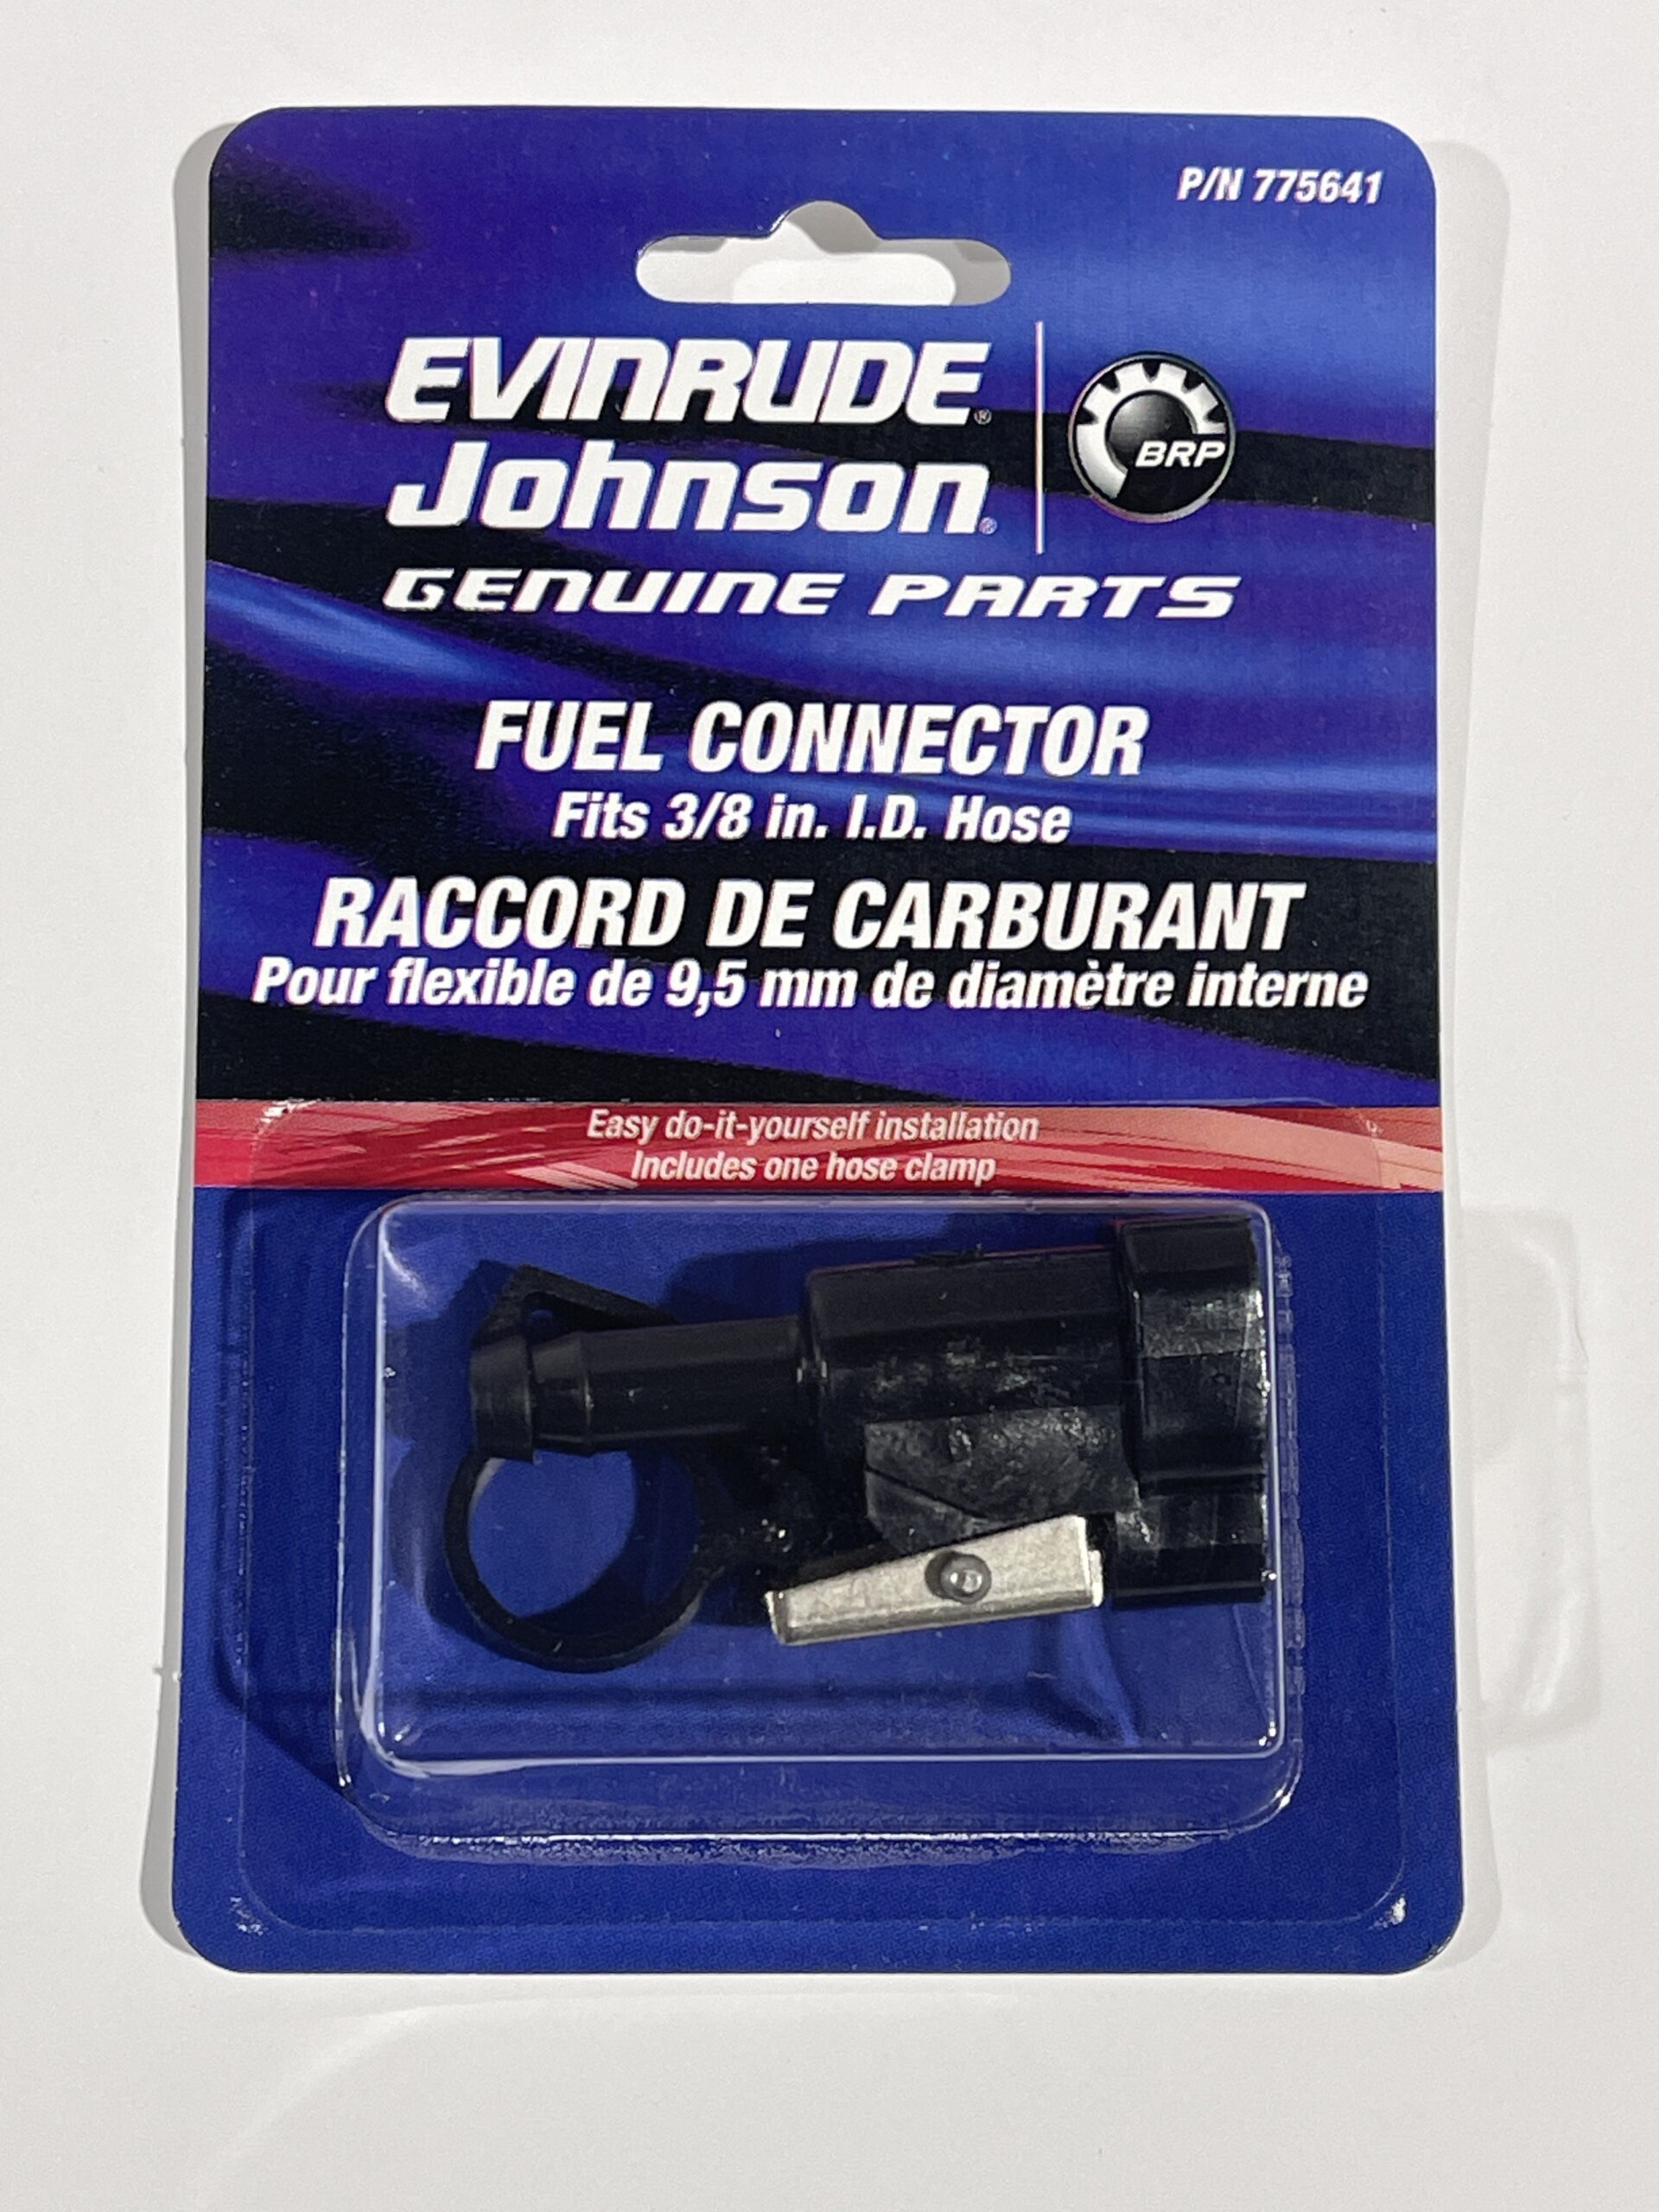 P/N 775641
EVINRUDE®
Johnson®
BRP
GENUINE PARTS
FUEL CONNECTOR
Fits 3/8 in. I.D. Hose
RACCORD DE CARBURANT
Pour flexible de 9,5 mm de diamètre interne
Easy do-it-yourself installation
Includes one hose clamp